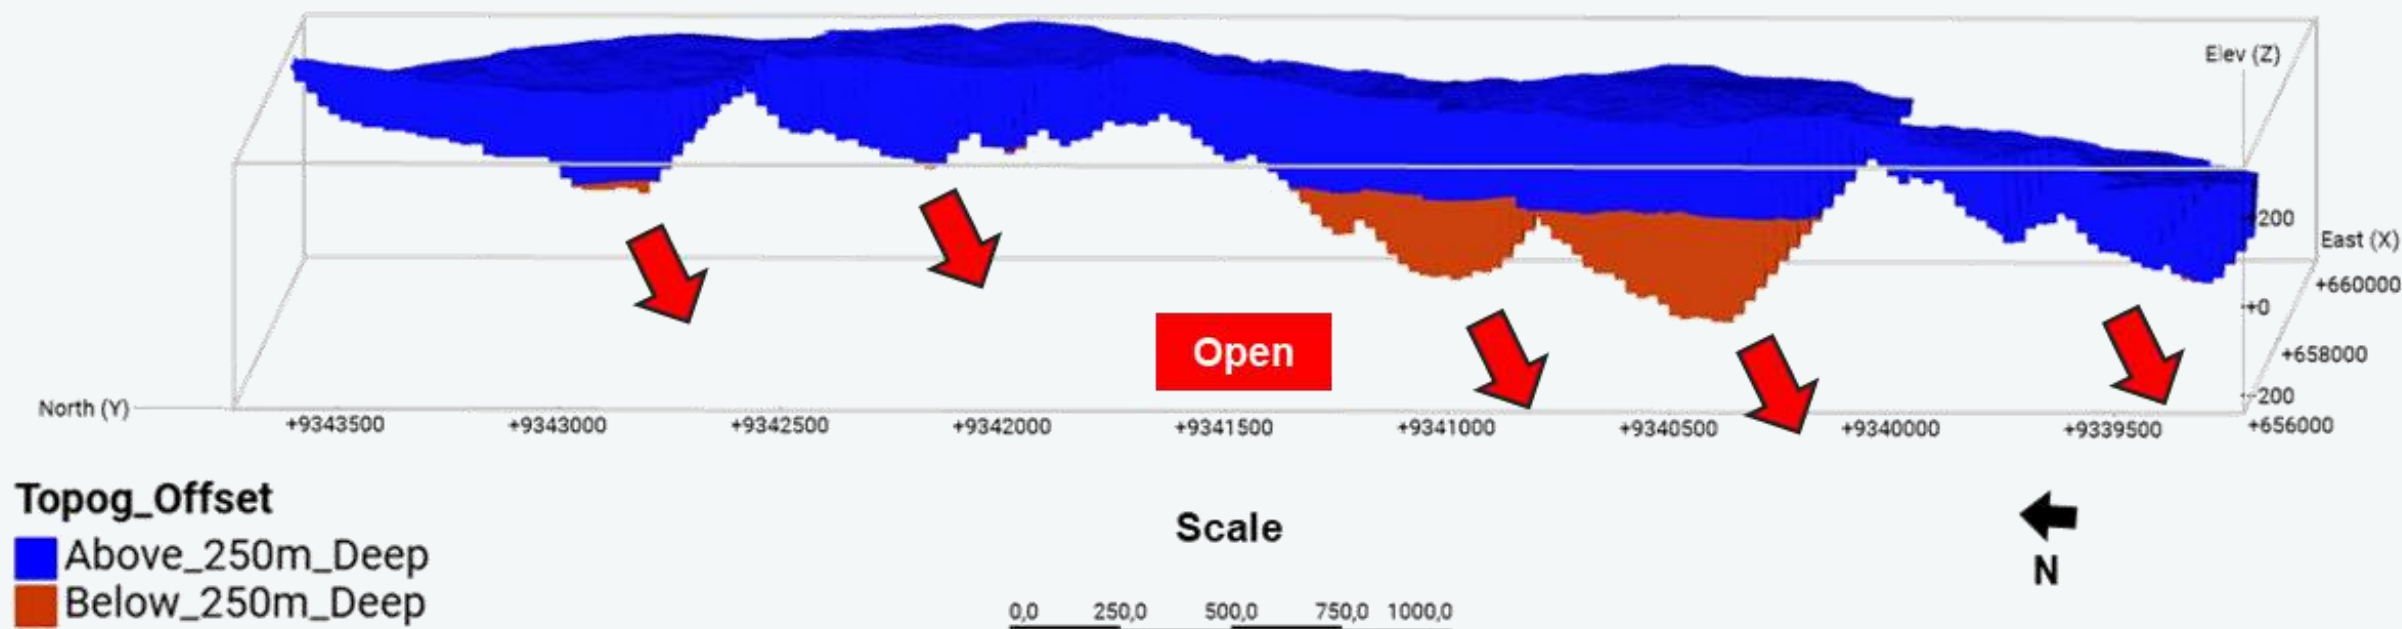 Elev (Z)
200
East (X)
+660000
+0
+658000
-200
+656000
Open
North (Y)
+9343500 +9343000 +9342500 +9342000 +9341500 +9341000 +9340500 +9340000 +9339500
Topog_Offset
Above_250m_Deep
Below_250m_Deep
Scale
0,0 250,0 500,0 750,0 1000,0
N